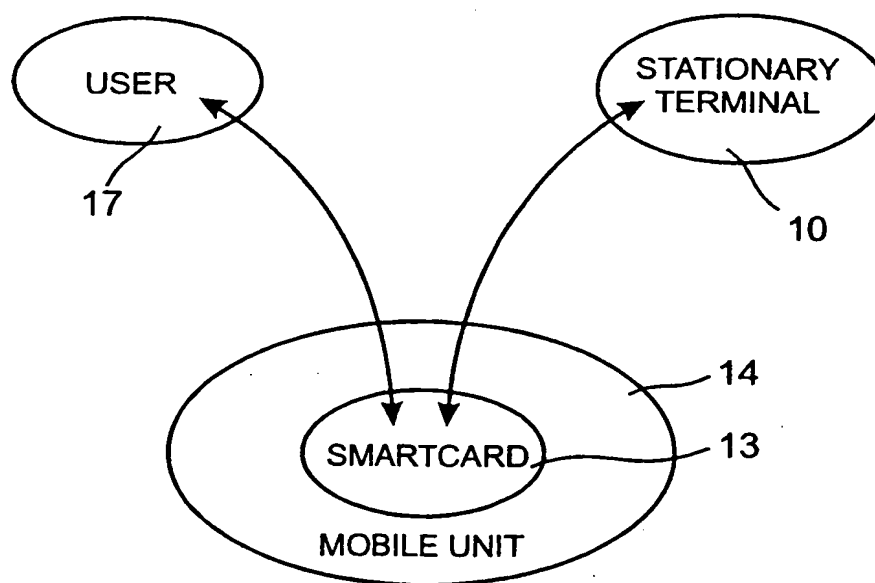 USER
STATIONARY
TERMINAL
17
10
14
SMARTCARD
13
MOBILE UNIT